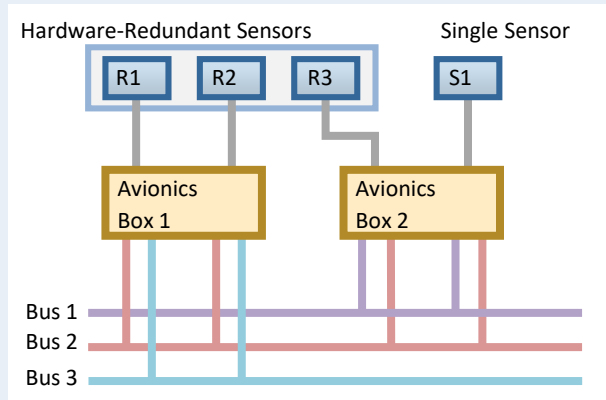 Hardware-Redundant Sensors
Single Sensor
R1
R2
R3
S1
Avionics
Box 1
Avionics
Box 2
Bus 1
Bus 2
Bus 3